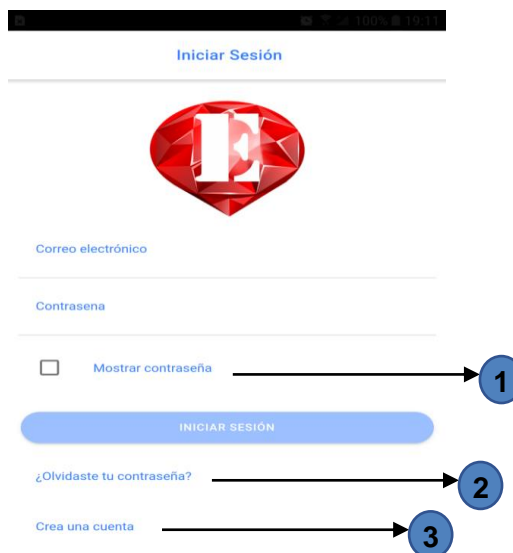 100% 19:11
Iniciar Sesión
E
Correo electrónico
Contrasena
Mostrar contraseña
1
INICIAR SESIÓN
¿Olvidaste tu contraseña?
2
Crea una cuenta
3